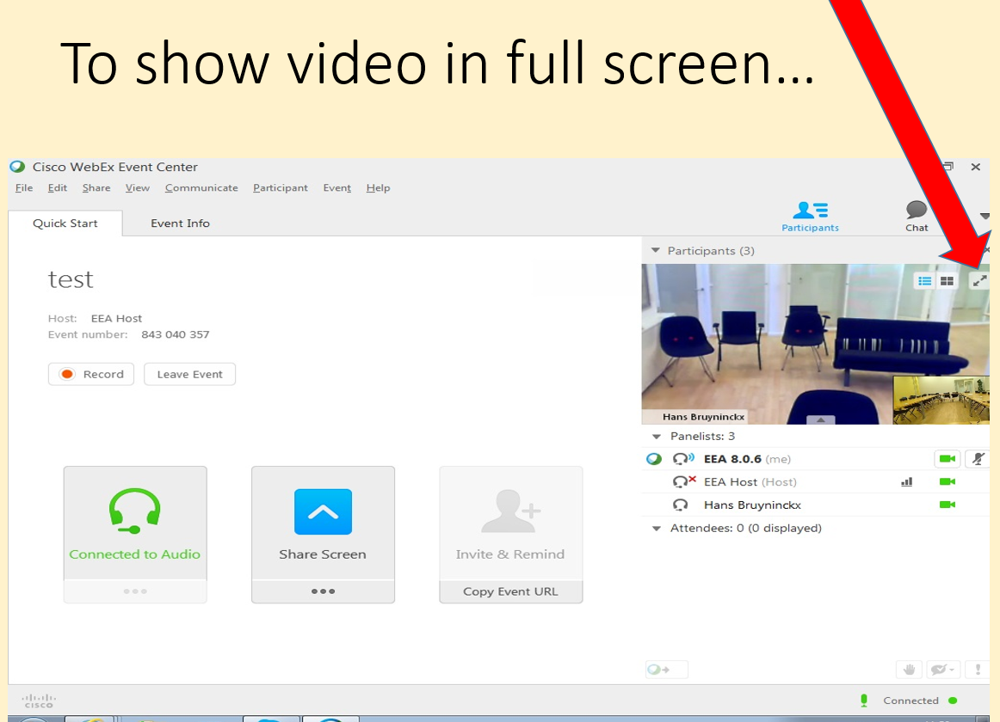 To show video in full screen...
Cisco WebEx Event Center
File Edit Share View Communicate Participant Event Help
Quick Start Event Info
Participants Chat
Participants (3)
test
Host: EEA Host
Event number: 843 040 357
Record Leave Event
Hans Bruyninckx
Panelists: 3
EEA 8.0.6 (me)
EEA Host (Host)
Hans Bruyninckx
Attendees: 0 (0 displayed)
Connected to Audio Share Screen Invite & Remind
Copy Event URL
CISCO
Connected